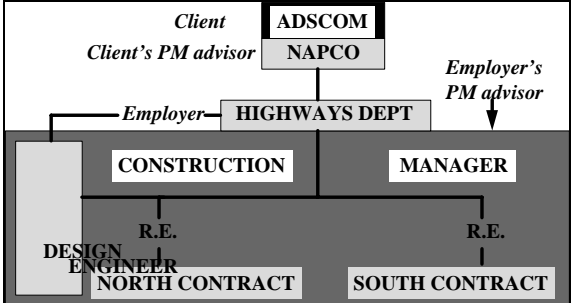 Client
ADSCOM
Client's PM advisor
NAPCO
Employer's
PM advisor
Employer
HIGHWAYS DEPT
CONSTRUCTION
MANAGER
R.E.
R.E.
DESIGN
ENGINEER
NORTH CONTRACT
SOUTH CONTRACT